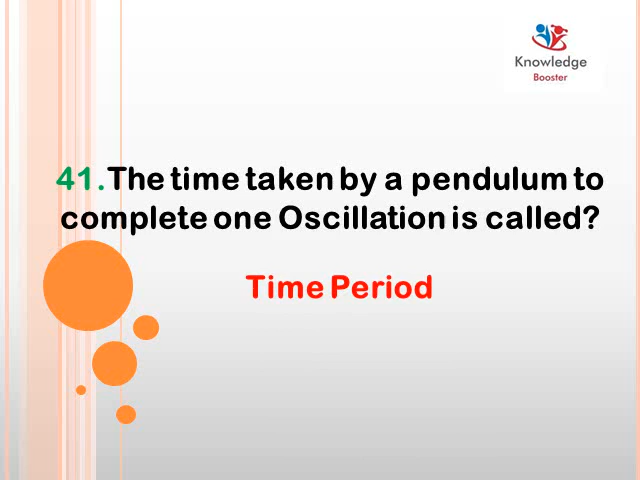 Knowledge
Booster
41.The time taken by a pendulum to
complete one Oscillation is called?
Time Period